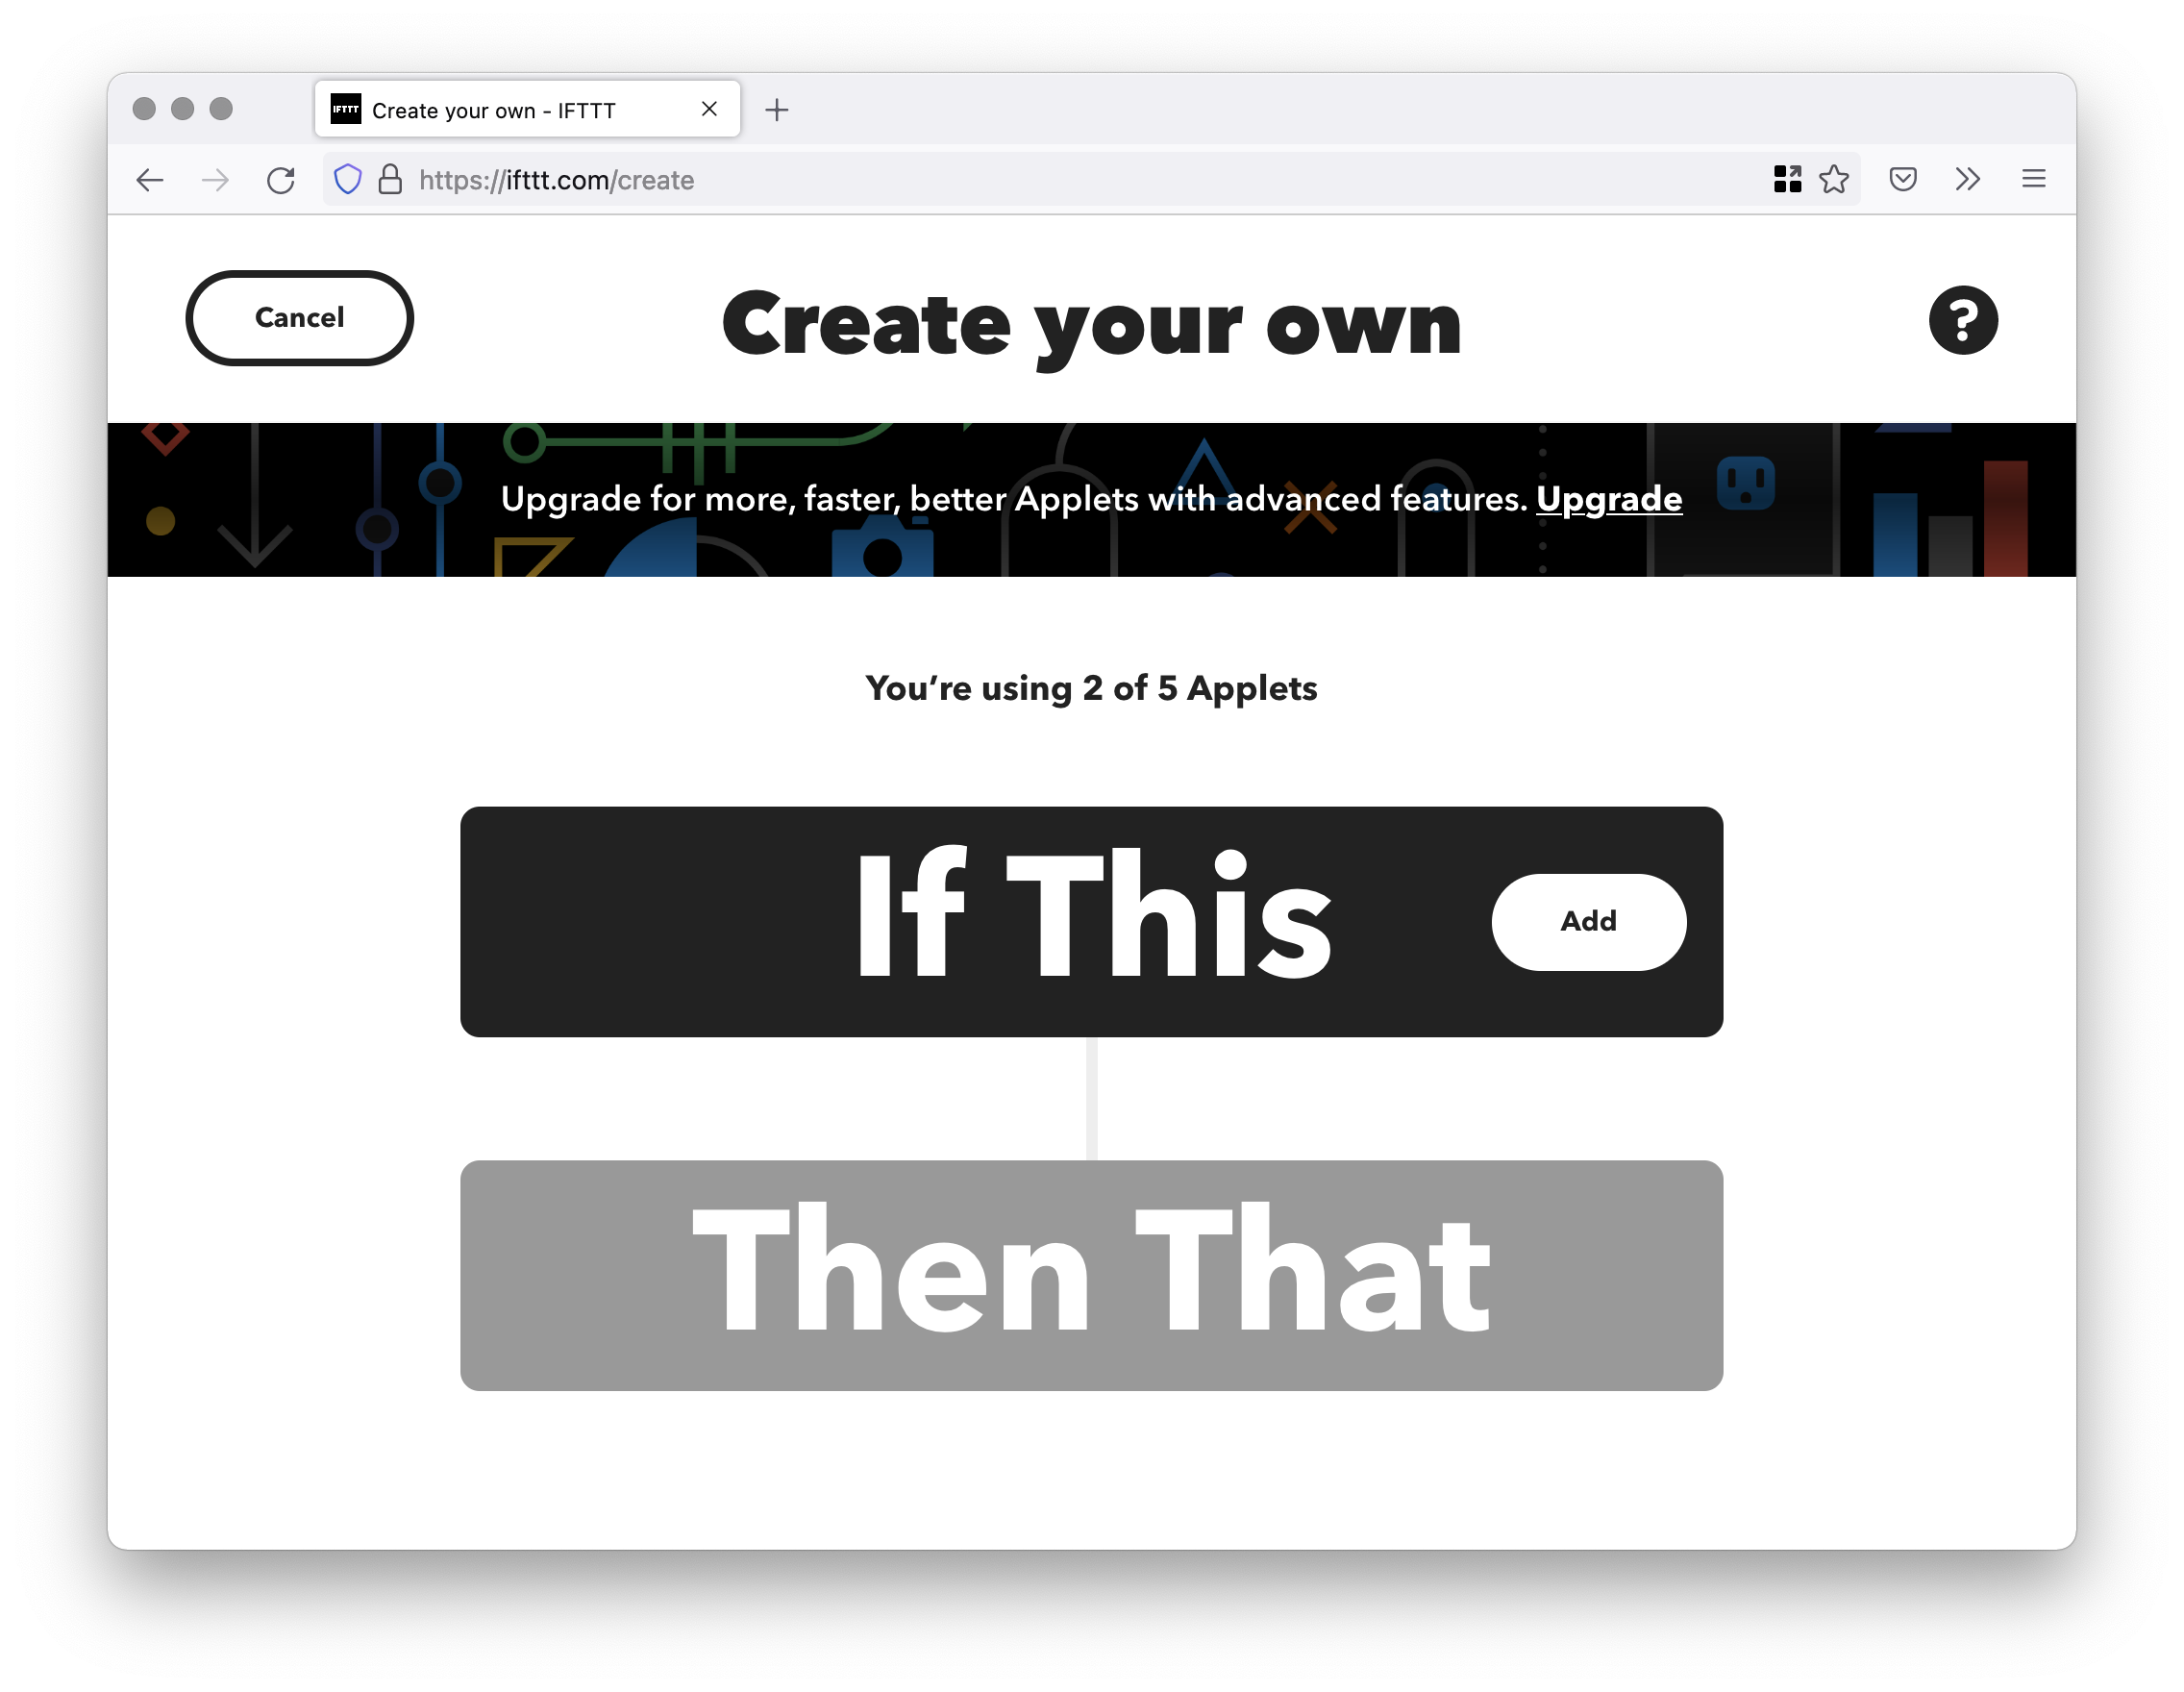 IFTTT Create your own - IFTTT
https://ifttt.com/create
Cancel
Create your own
?
Upgrade for more, faster, better Applets with advanced features. Upgrade
You’re using 2 of 5 Applets
If This
Add
Then That